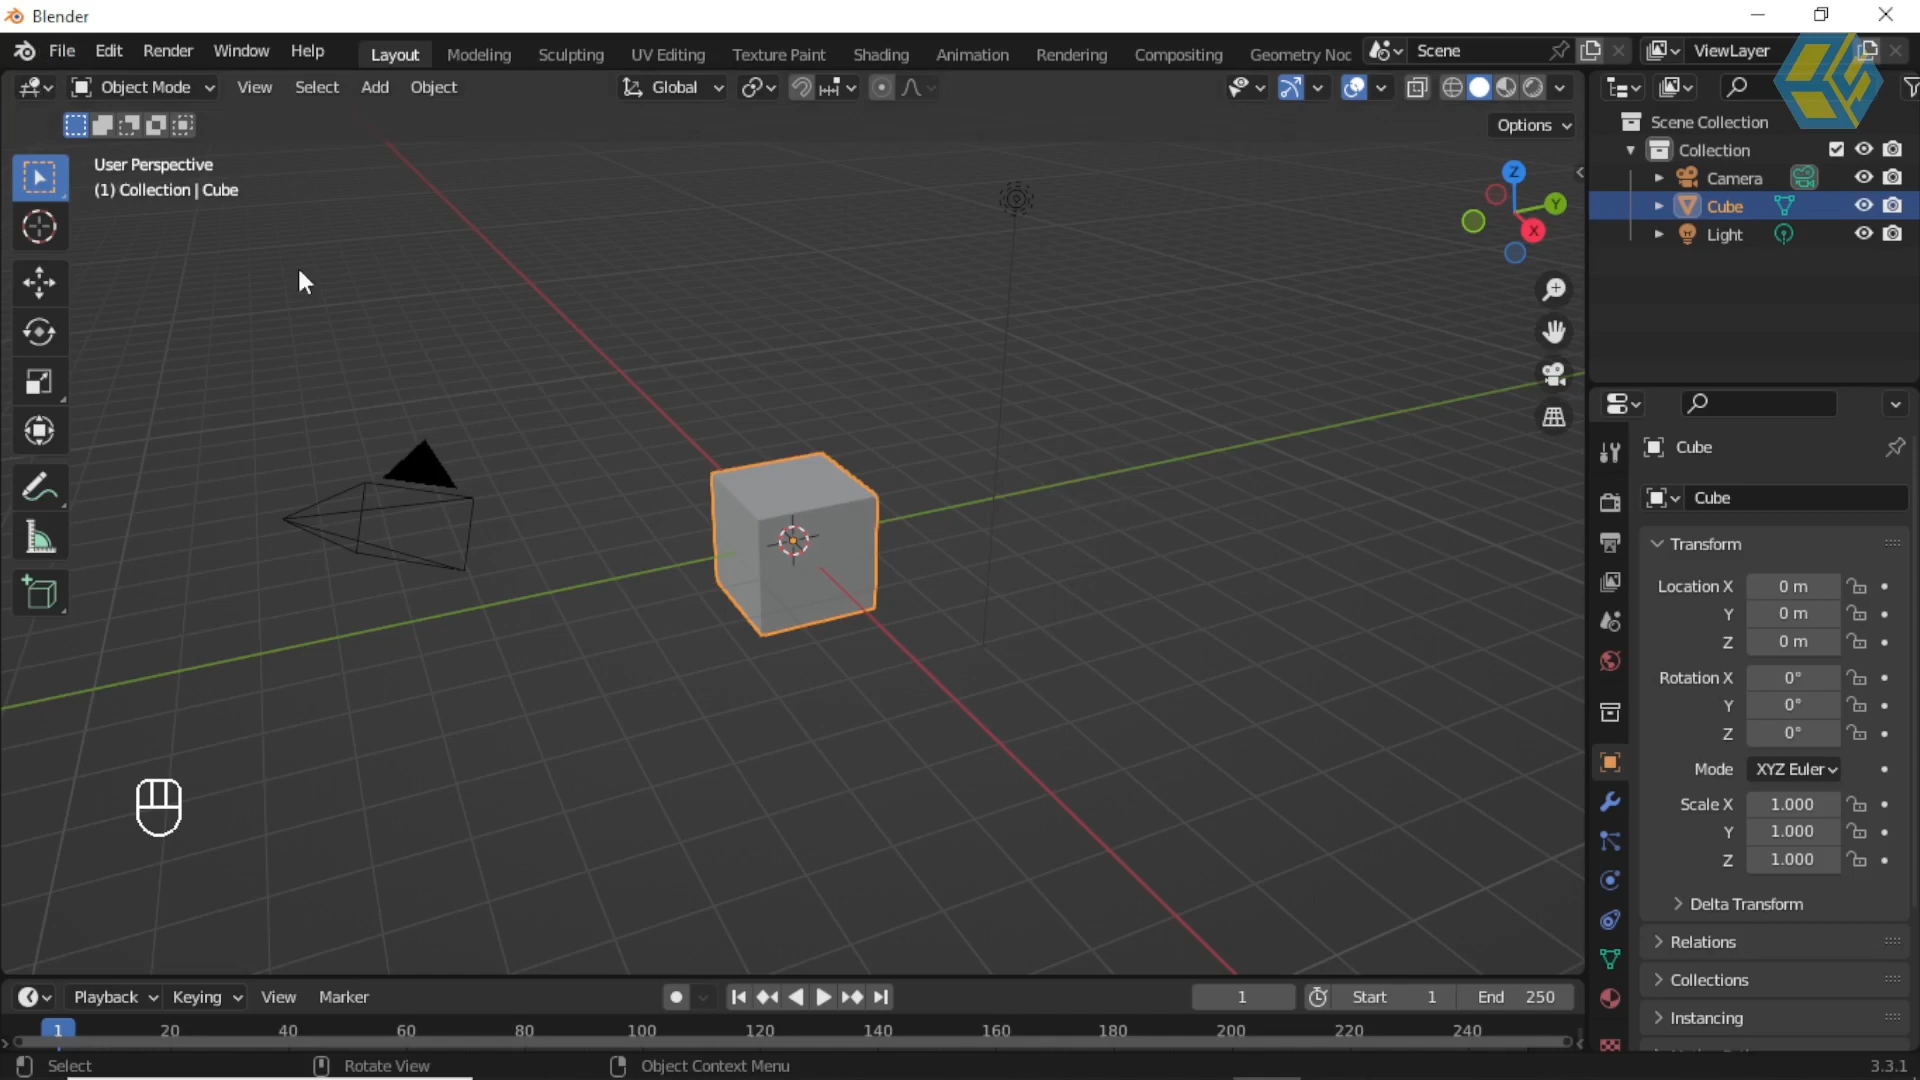 Blender
File Edit Render Window Help Layout Modeling Sculpting UV Editing Texture Paint Shading Animation Rendering Compositing Geometry Noc Scene ViewLayer
Object Mode View Select Add Object Global
Options
User Perspective
(1) Collection | Cube
Z
Y
X
Scene Collection
Collection
Camera
Cube
Light
Cube
Cube
Transform
Location X 0 m
Y 0 m
Z 0 m
Rotation X 0°
Y 0°
Z 0°
Mode XYZ Euler
Scale X 1.000
Y 1.000
Z 1.000
Delta Transform
Relations
Collections
Instancing
Playback Keying View Marker 1 Start 1 End 250
1 20 40 60 80 100 120 140 160 180 200 220 240
Select Rotate View Object Context Menu 3.3.1